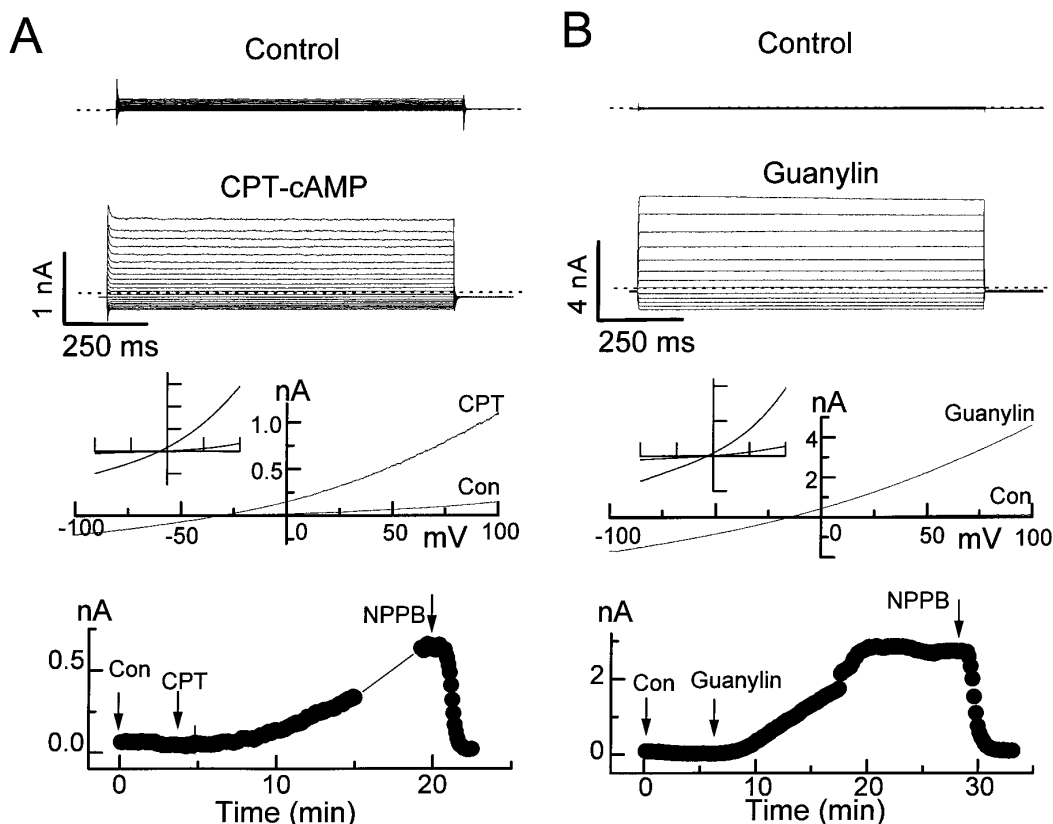 A
Control
CPT-cAMP
1 nA
250 ms
nA
CPT
1.0
0.5
Con
-100
-50
0
50
100
mV
nA
NPPB
0.5
Con
CPT
0.0
0
10
20
Time (min)
B
Control
Guanylin
4 nA
250 ms
nA
Guanylin
4
2
Con
-100
-50
0
50
100
mV
nA
NPPB
2
Con
Guanylin
0
0
10
20
30
Time (min)